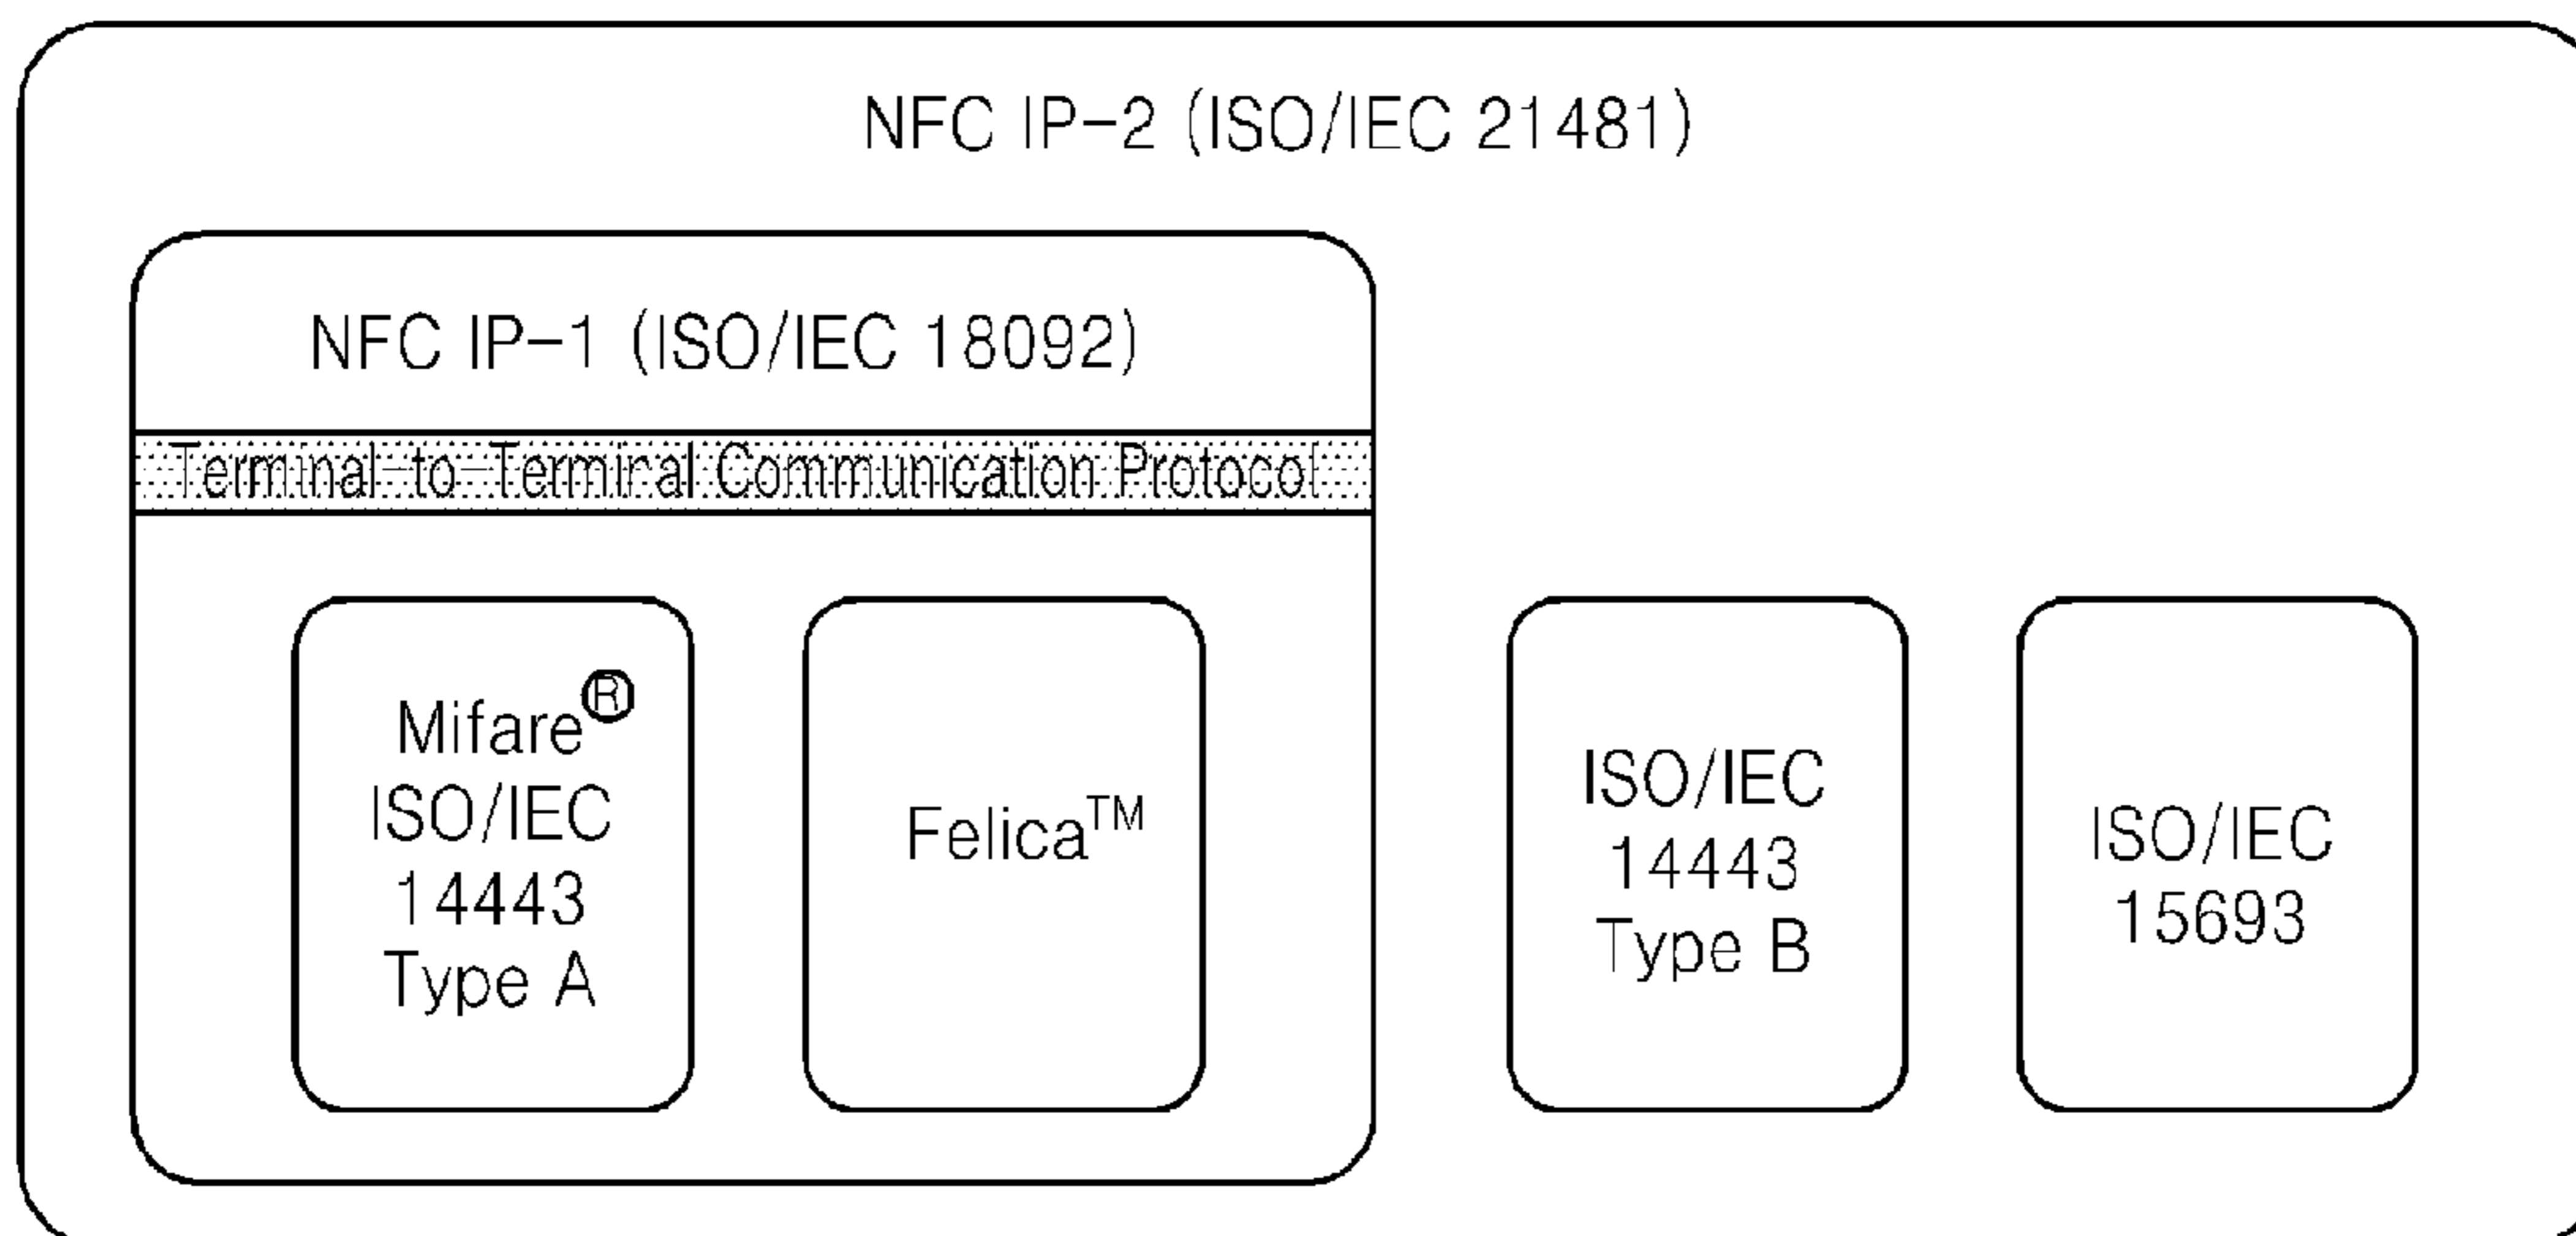 NFC IP-2 (ISO/IEC 21481)
NFC IP-1 (ISO/IEC 18092)
Terminal-to-Terminal Communication Protocol
Mifare®
ISO/IEC
14443
Type A
Felica™
ISO/IEC
14443
Type B
ISO/IEC
15693